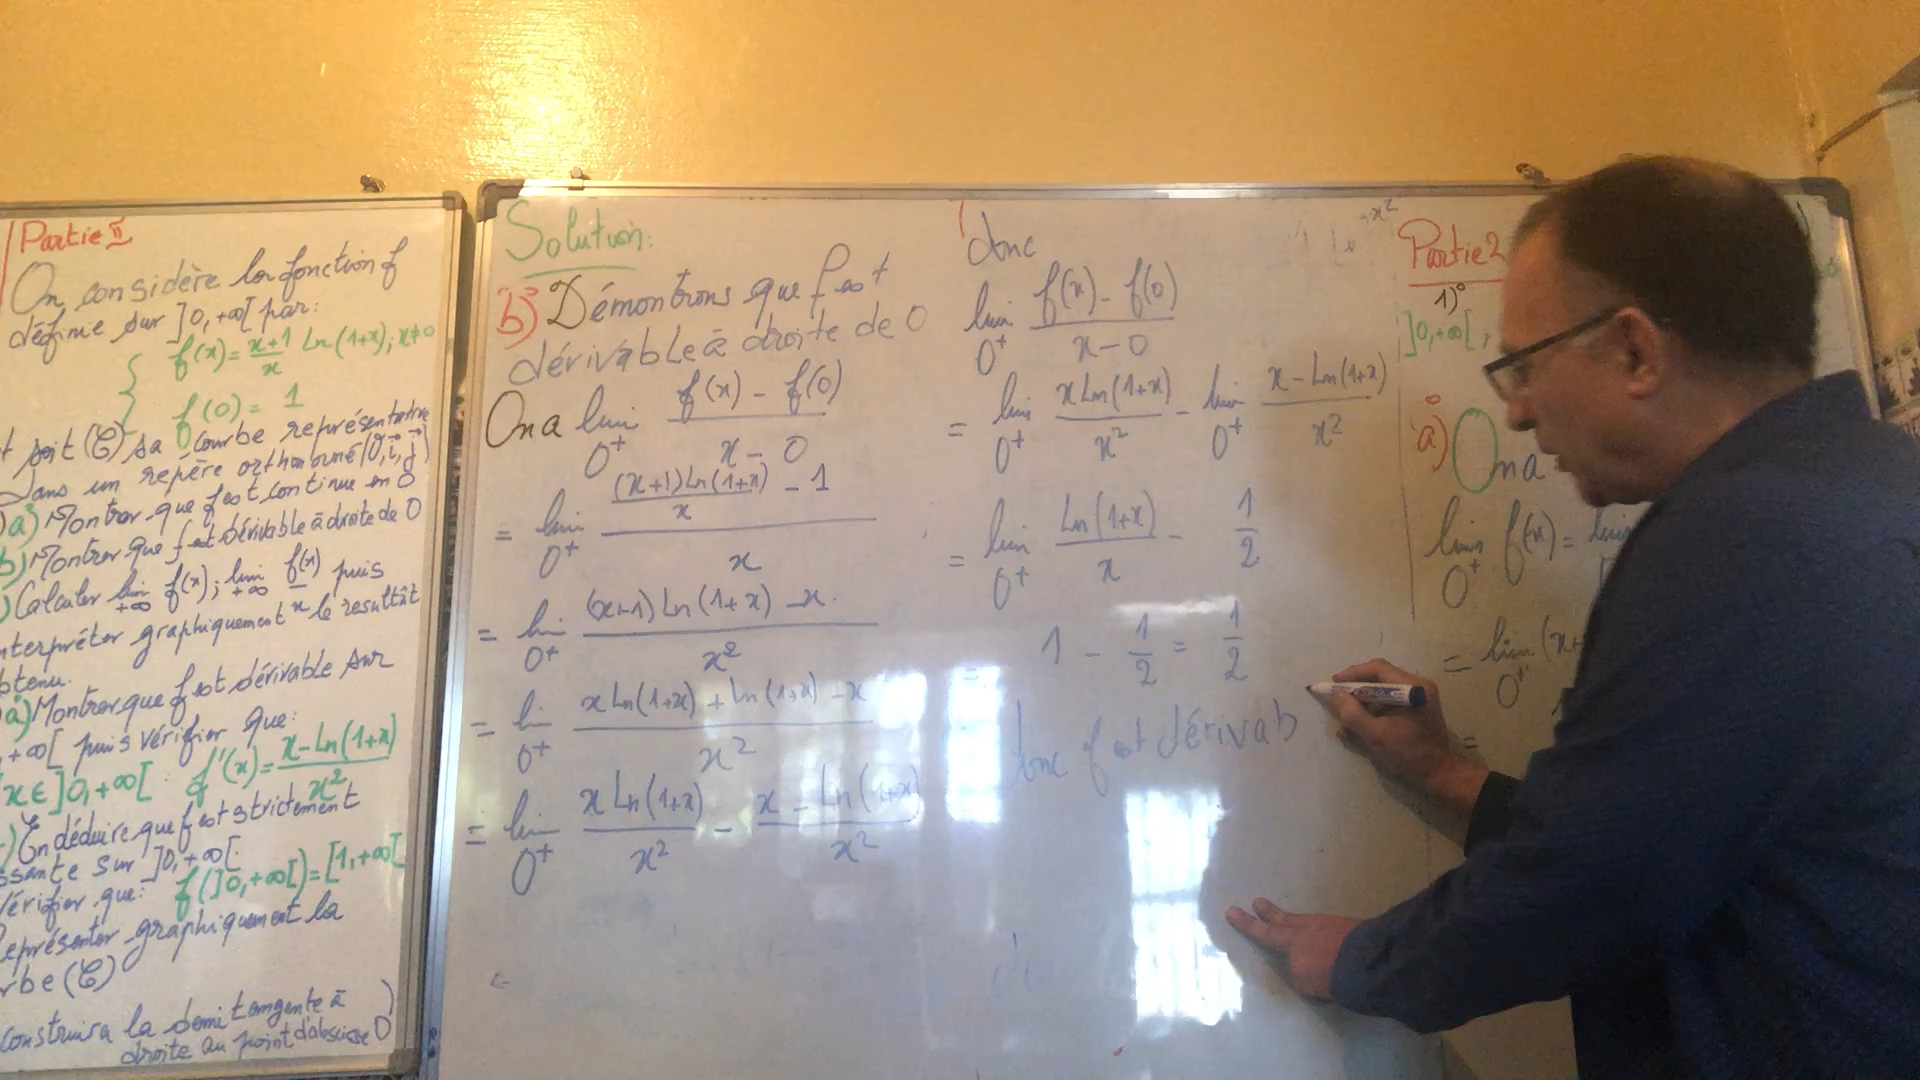 Partie II
On considère la fonction f
définie sur ]0,+∞[ par:
f(x) = x+1/x Ln(1+x); x≠0
f(0) = 1
soit (C) sa courbe représentative
dans un repère orthonormé (O, i, j)
a) Montrer que f est continue en 0
b) Montrer que f est dérivable à droite de 0
Calculer lim +∞ f(x); lim +∞ f(x)/x puis
interpréter graphiquement le resultat
obtenu.
a) Montrer que f est dérivable sur
+∞[ puis vérifier que:
x ∈ ]0,+∞[ f'(x) = x-Ln(1+x)/x²
En déduire que f est strictement
ssante sur ]0,+∞[.
Vérifier que: f(]0,+∞[) = [1,+∞[
représenter graphiquement la
rbe (C)
construira la demi tangente à
droite au point d'abscisse 0)
Solution:
b) Démontrons que f est
dérivable à droite de 0
On a lim 0+ f(x) - f(0) / x - 0
= lim 0+ (x+1)Ln(1+x)/x - 1 / x
= lim 0+ (x+1)Ln(1+x) - x / x²
= lim 0+ x Ln(1+x) + Ln(1+x) - x / x²
= lim 0+ x Ln(1+x)/x² - x - Ln(1+x)/x²
donc
lim 0+ f(x) - f(0) / x - 0
= lim 0+ x Ln(1+x)/x² - lim 0+ x - Ln(1+x)/x²
= lim 0+ Ln(1+x)/x - 1/2
= 1 - 1/2 = 1/2
donc f est dérivab
Partie 2
1)°
]0,+∞[,
a) On a
lim 0+ f(x) = lim
= lim 0+ (x+
=